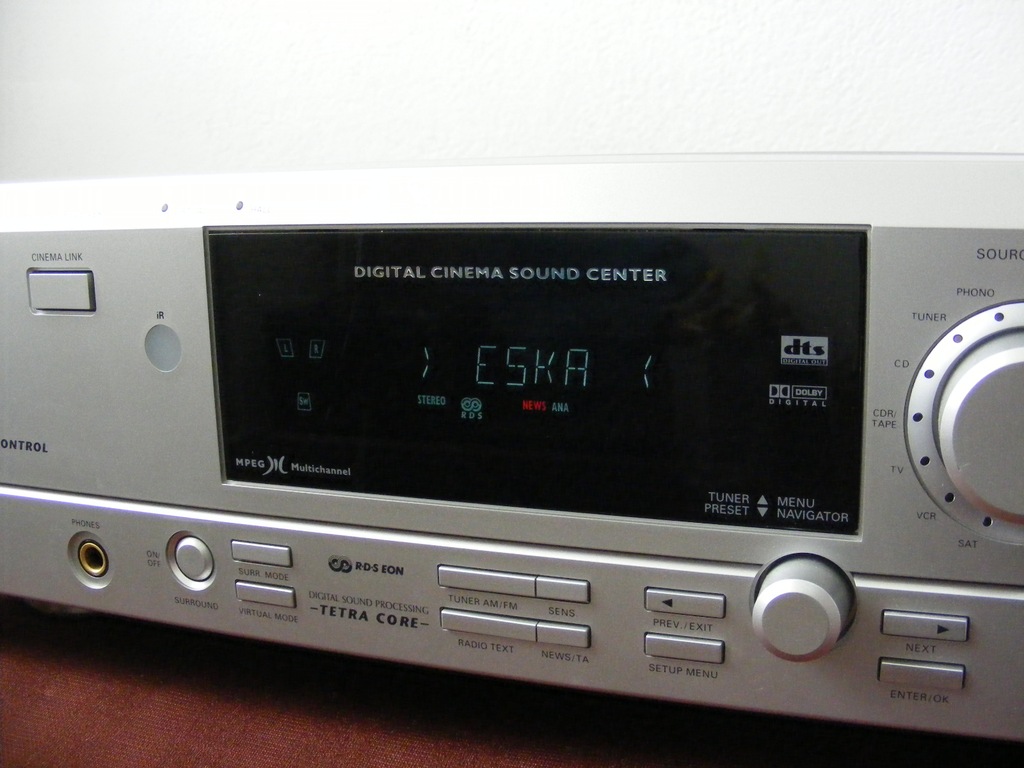 CINEMA LINK
iR
ONTROL
DIGITAL CINEMA SOUND CENTER
L R
SW
> ESKA <
STEREO RDS NEWS ANA
dts
DIGITAL OUT
DOLBY
DIGITAL
MPEG Multichannel
TUNER MENU
PRESET NAVIGATOR
SOURC
PHONO
TUNER
CD
CDR/
TAPE
TV
VCR
SAT
PHONES
ON/
OFF
SURROUND
SURR. MODE
VIRTUAL MODE
R·D·S EON
DIGITAL SOUND PROCESSING
-TETRA CORE-
TUNER AM/FM SENS
RADIO TEXT NEWS/TA
◄
PREV./EXIT
SETUP MENU
►
NEXT
ENTER/OK